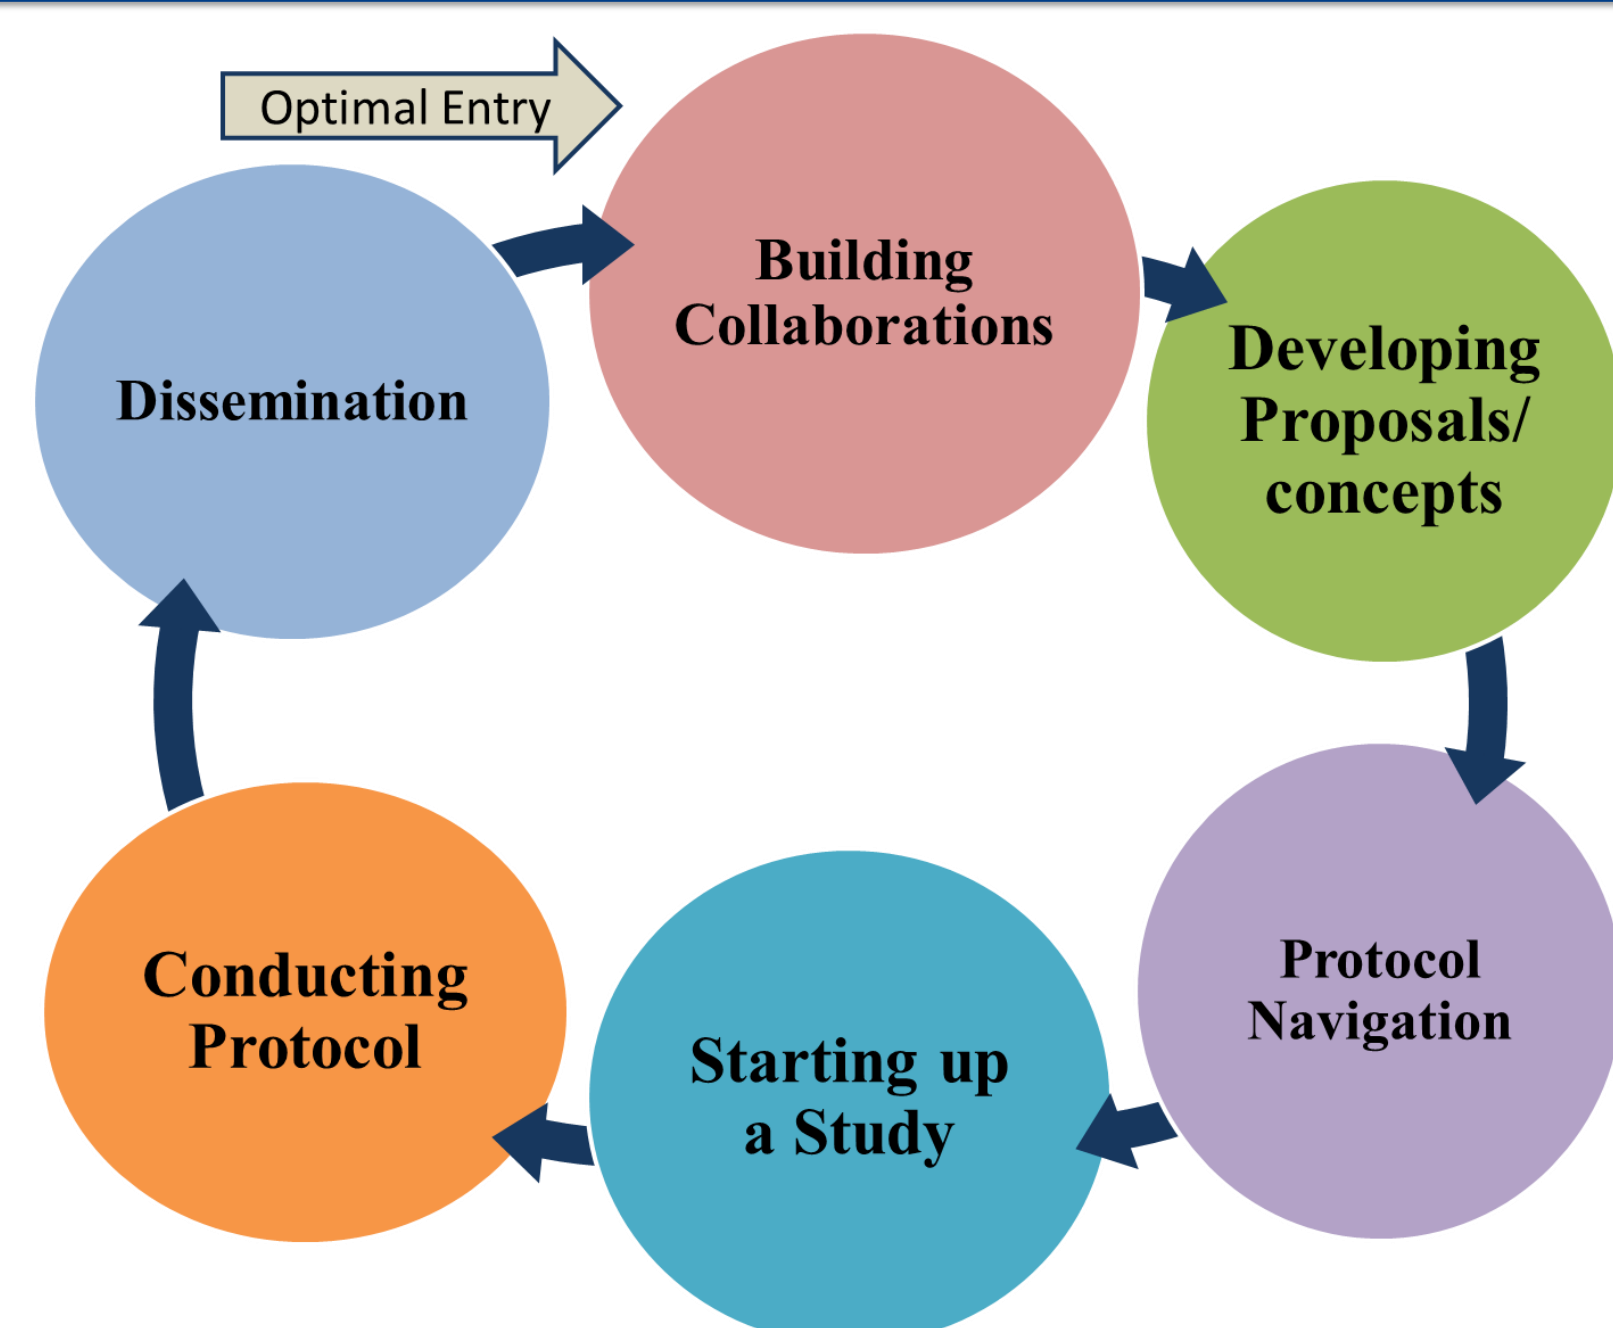 Optimal Entry
Building
Collaborations
Developing
Proposals/
concepts
Protocol
Navigation
Starting up
a Study
Conducting
Protocol
Dissemination